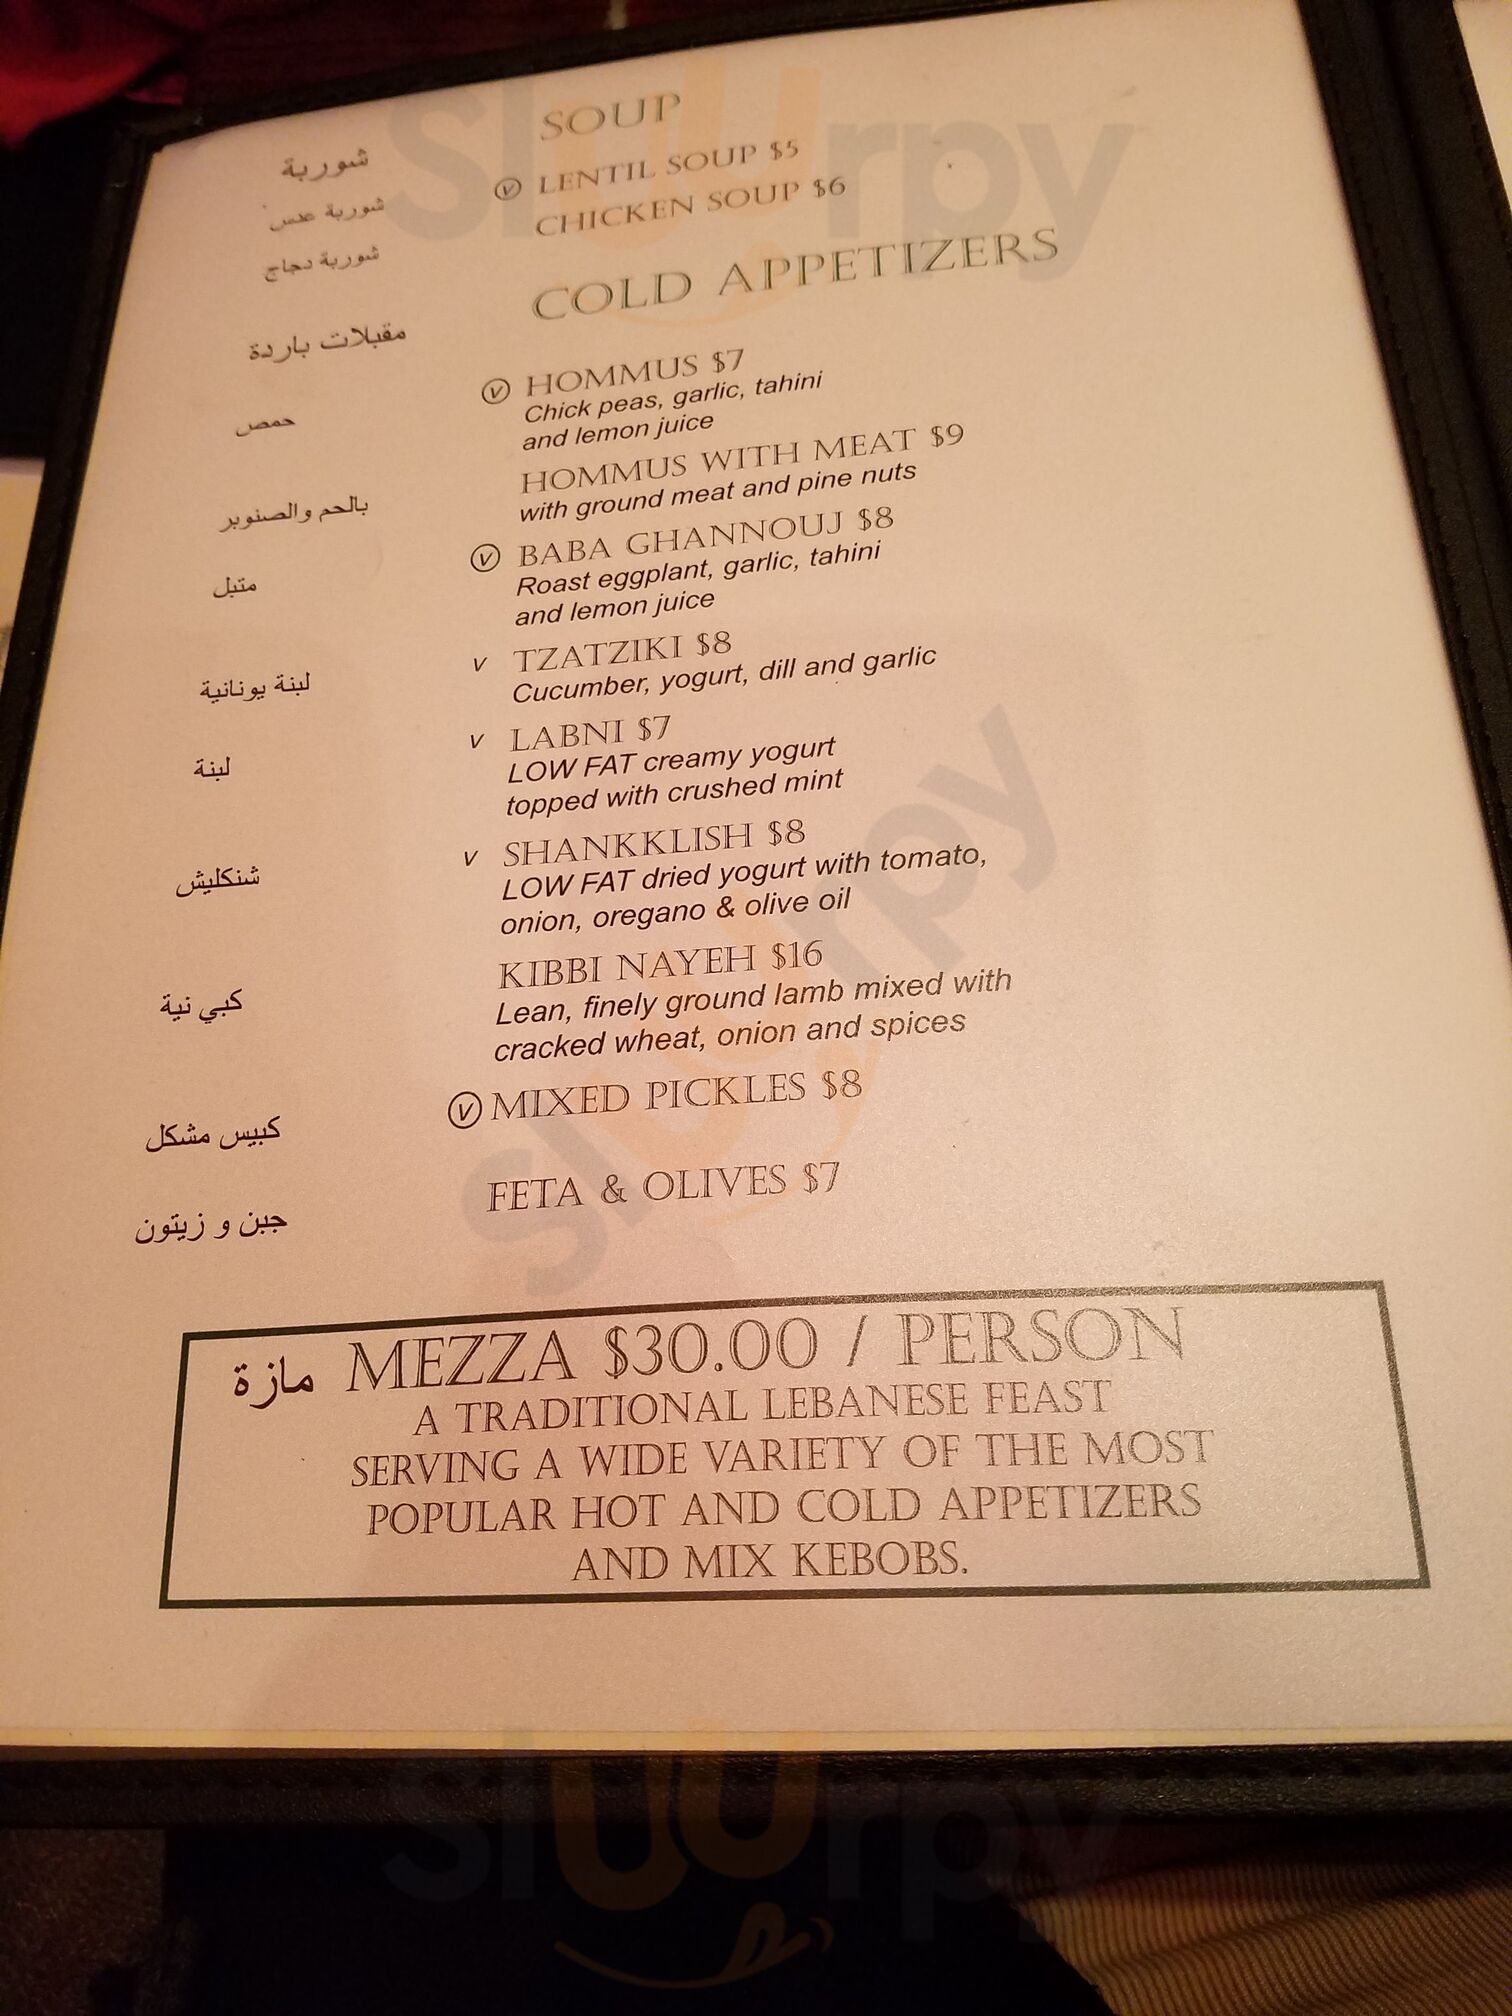 شوربة SOUP
شوربة عدس Ⓥ LENTIL SOUP $5
شوربة دجاج CHICKEN SOUP $6
مقبلات باردة COLD APPETIZERS
حمص Ⓥ HOMMUS $7
Chick peas, garlic, tahini
and lemon juice
بالحم والصنوبر HOMMUS WITH MEAT $9
with ground meat and pine nuts
متبل Ⓥ BABA GHANNOUJ $8
Roast eggplant, garlic, tahini
and lemon juice
لبنة يونانية v TZATZIKI $8
Cucumber, yogurt, dill and garlic
لبنة v LABNI $7
LOW FAT creamy yogurt
topped with crushed mint
شنكليش v SHANKKLISH $8
LOW FAT dried yogurt with tomato,
onion, oregano & olive oil
كبي نية KIBBI NAYEH $16
Lean, finely ground lamb mixed with
cracked wheat, onion and spices
كبيس مشكل Ⓥ MIXED PICKLES $8
جبن و زيتون FETA & OLIVES $7
مازة MEZZA $30.00 / PERSON
A TRADITIONAL LEBANESE FEAST
SERVING A WIDE VARIETY OF THE MOST
POPULAR HOT AND COLD APPETIZERS
AND MIX KEBOBS.
sluurpy
sluurpy
sluurpy